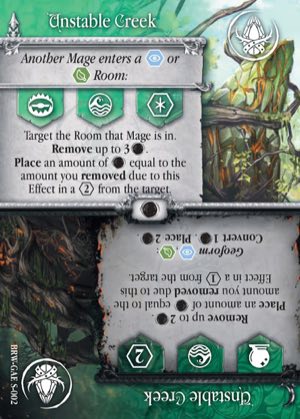 Unstable Creek
Another Mage enters a or
Room:
Target the Room that Mage is in.
Remove up to 3 .
Place an amount of equal to the
amount you removed due to this
Effect in a 2 from the target.
Unstable Creek
2
Remove up to 2 .
Place an amount of equal to the
amount you removed due to this
Effect in a 1 from the target.
Geoform
Convert 1 . Place 2 .
BRW-GAE S-002